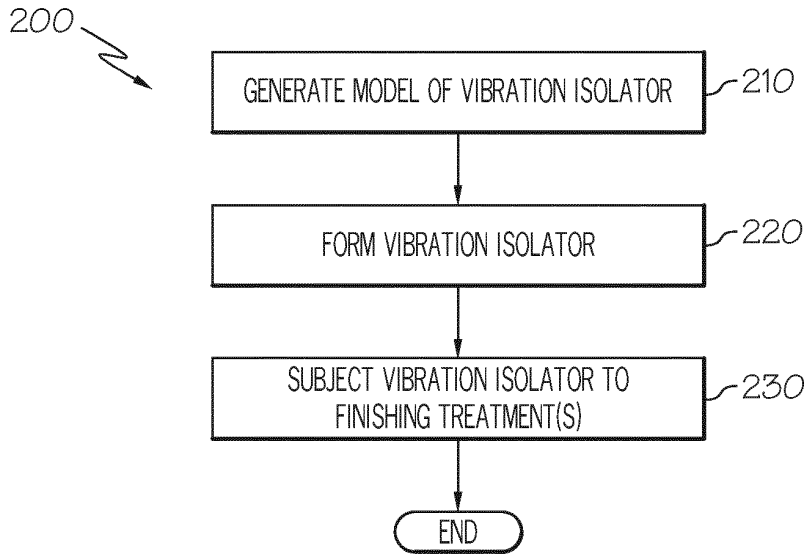 200
GENERATE MODEL OF VIBRATION ISOLATOR
210
FORM VIBRATION ISOLATOR
220
SUBJECT VIBRATION ISOLATOR TO
FINISHING TREATMENT(S)
230
END